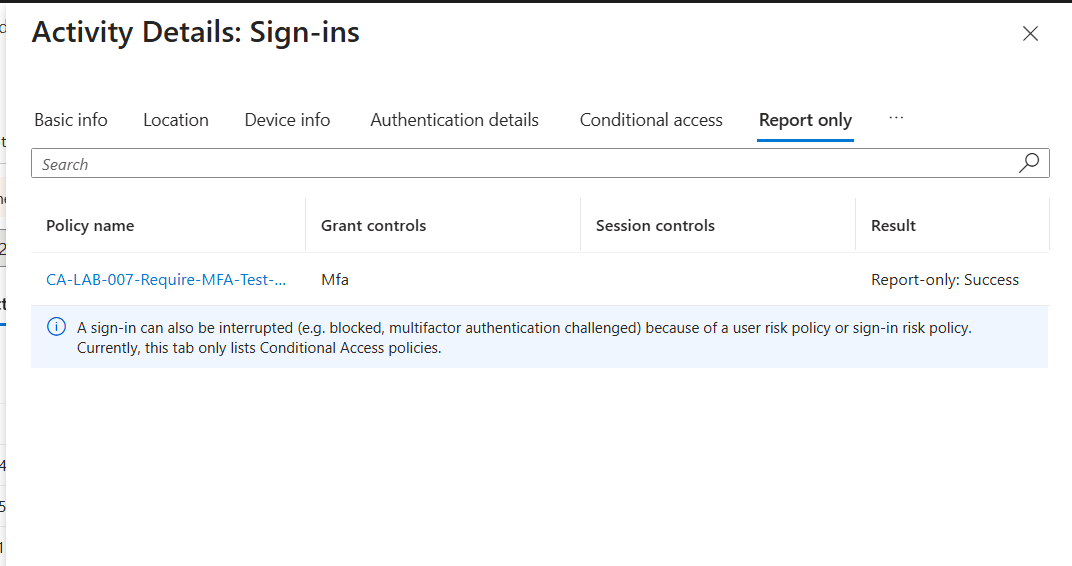 Activity Details: Sign-ins
Basic info Location Device info Authentication details Conditional access Report only ...
Search
Policy name Grant controls Session controls Result
CA-LAB-007-Require-MFA-Test-... Mfa Report-only: Success
A sign-in can also be interrupted (e.g. blocked, multifactor authentication challenged) because of a user risk policy or sign-in risk policy.
Currently, this tab only lists Conditional Access policies.